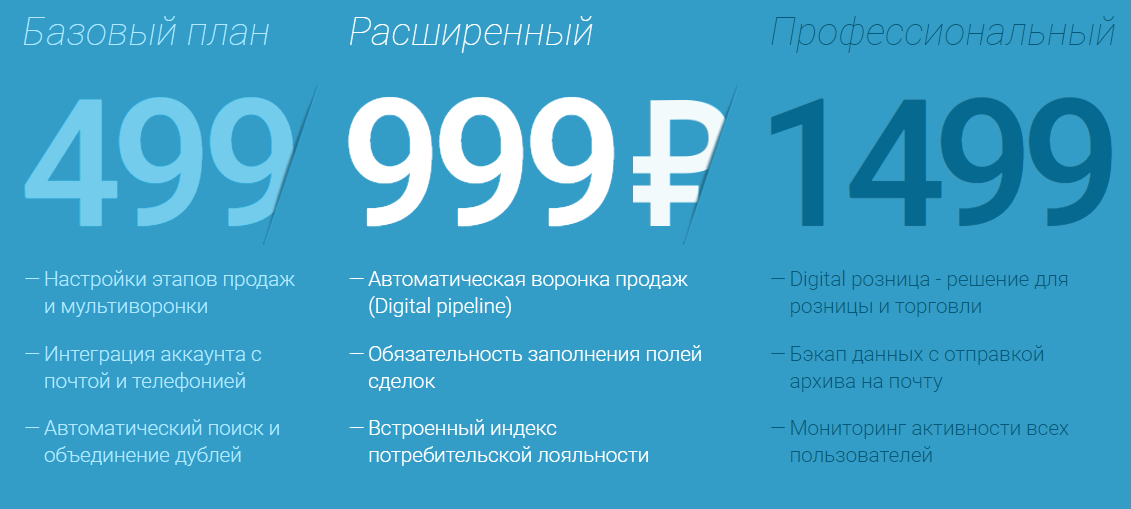 Базовый план
499
— Настройки этапов продаж
и мультиворонки
— Интеграция аккаунта с
почтой и телефонией
— Автоматический поиск и
объединение дублей
Расширенный
999 ₽
— Автоматическая воронка продаж
(Digital pipeline)
— Обязательность заполнения полей
сделок
— Встроенный индекс
потребительской лояльности
Профессиональный
1499
— Digital розница - решение для
розницы и торговли
— Бэкап данных с отправкой
архива на почту
— Мониторинг активности всех
пользователей